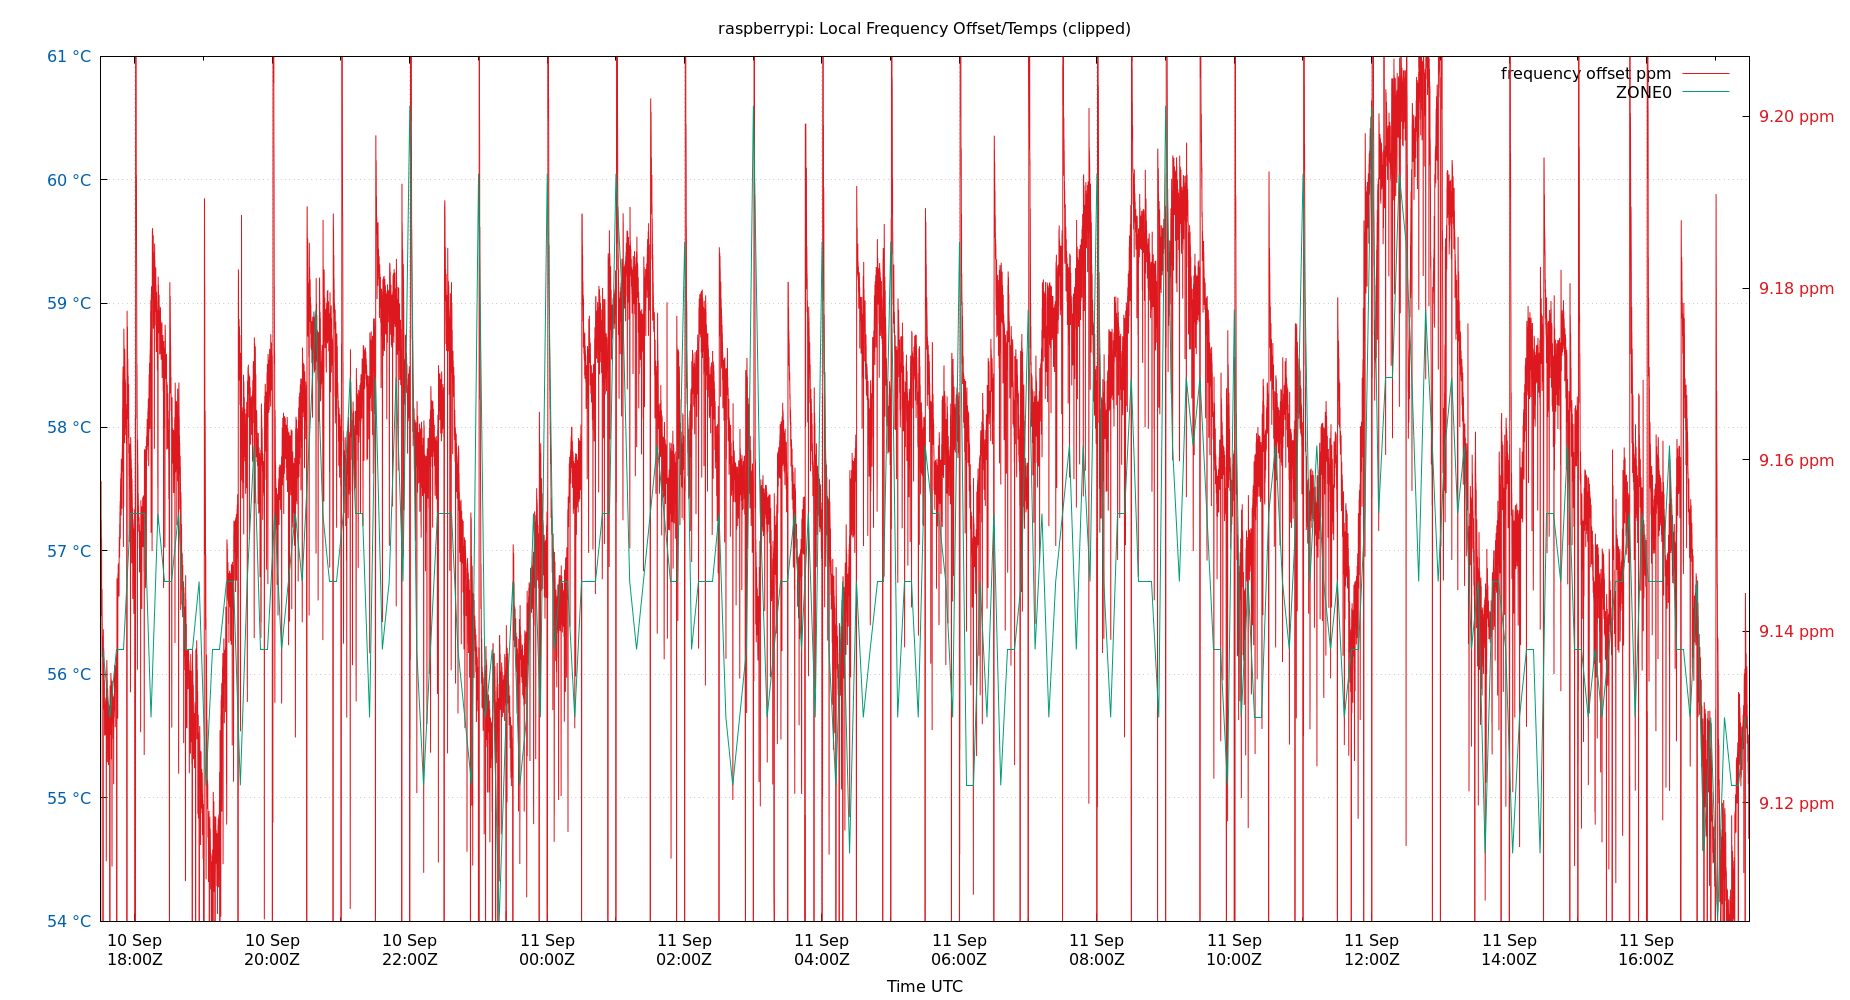 raspberrypi: Local Frequency Offset/Temps (clipped)
frequency offset ppm
ZONE0
61 °C
60 °C
59 °C
58 °C
57 °C
56 °C
55 °C
54 °C
9.20 ppm
9.18 ppm
9.16 ppm
9.14 ppm
9.12 ppm
10 Sep 10 Sep 10 Sep 11 Sep 11 Sep 11 Sep 11 Sep 11 Sep 11 Sep 11 Sep 11 Sep 11 Sep
18:00Z 20:00Z 22:00Z 00:00Z 02:00Z 04:00Z 06:00Z 08:00Z 10:00Z 12:00Z 14:00Z 16:00Z
Time UTC